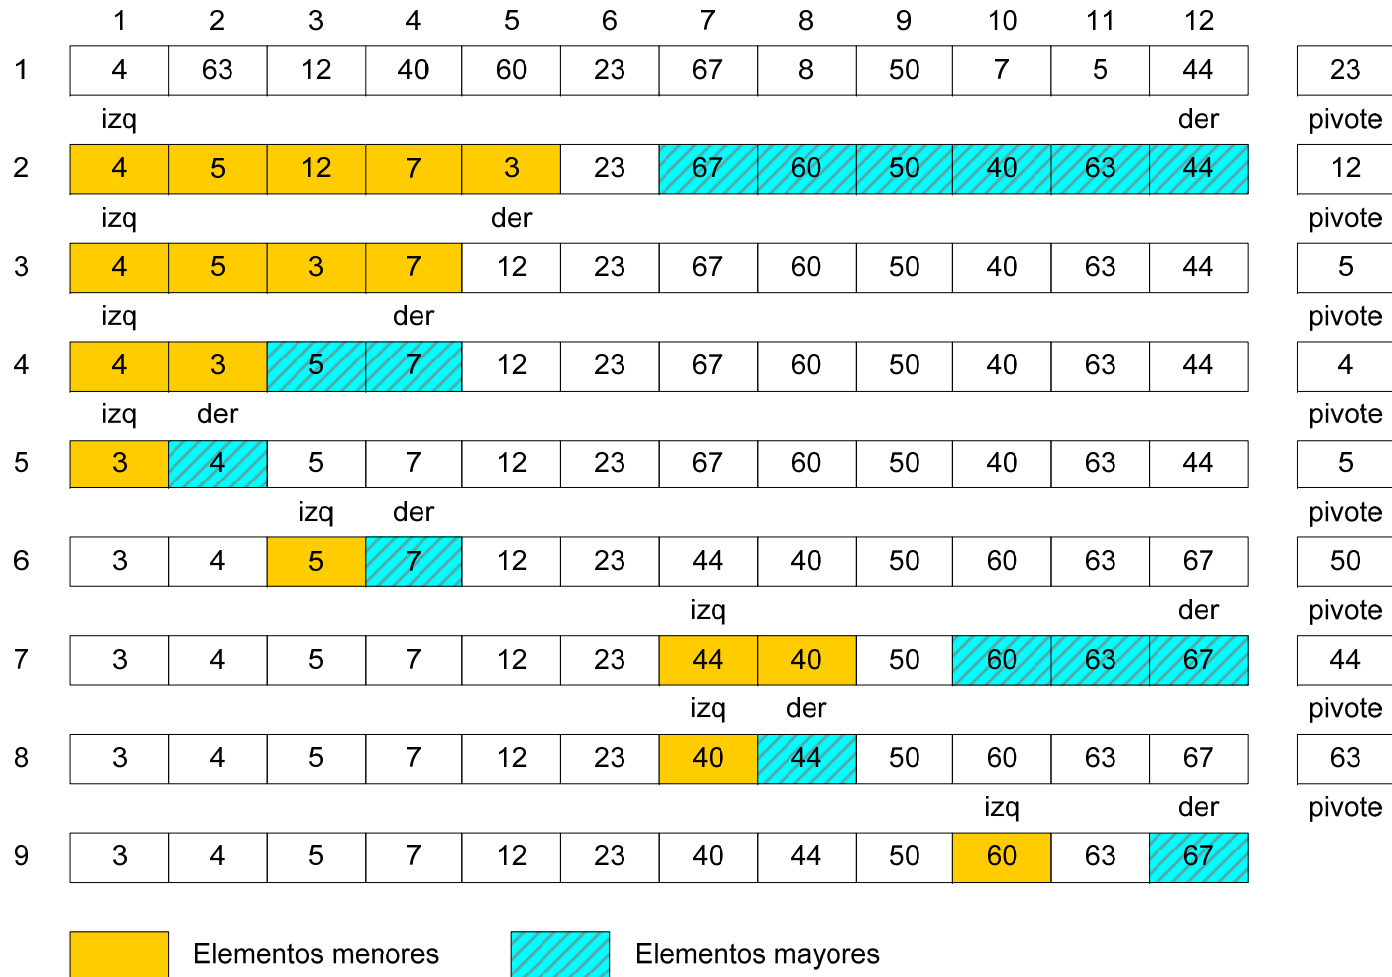 1 2 3 4 5 6 7 8 9 10 11 12
1 4 63 12 40 60 23 67 8 50 7 5 44 23
izq der pivote
2 4 5 12 7 3 23 67 60 50 40 63 44 12
izq der pivote
3 4 5 3 7 12 23 67 60 50 40 63 44 5
izq der pivote
4 4 3 5 7 12 23 67 60 50 40 63 44 4
izq der pivote
5 3 4 5 7 12 23 67 60 50 40 63 44 5
izq der pivote
6 3 4 5 7 12 23 44 40 50 60 63 67 50
izq der pivote
7 3 4 5 7 12 23 44 40 50 60 63 67 44
izq der pivote
8 3 4 5 7 12 23 40 44 50 60 63 67 63
izq der pivote
9 3 4 5 7 12 23 40 44 50 60 63 67
Elementos menores Elementos mayores